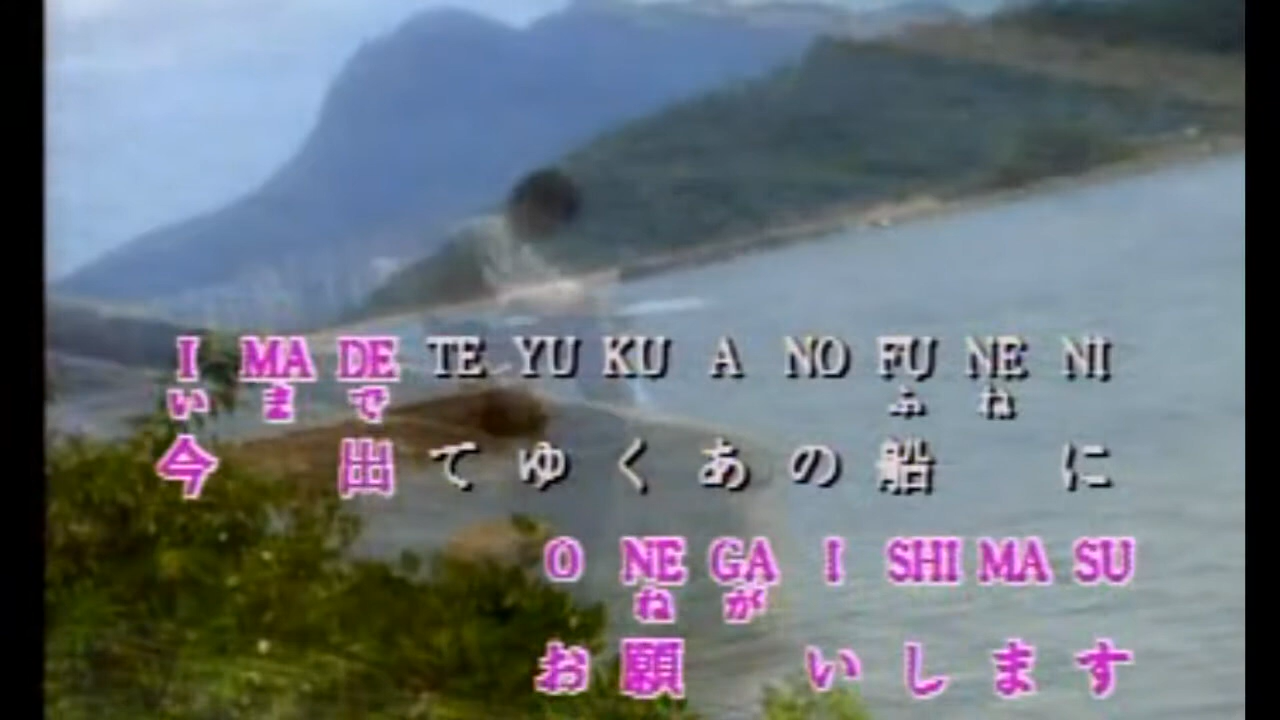 I MA DE TE YU KU A NO FU NE NI
いまで ふね
今出てゆくあの船に
O NE GA I SHI MA SU
ねが
お願いします